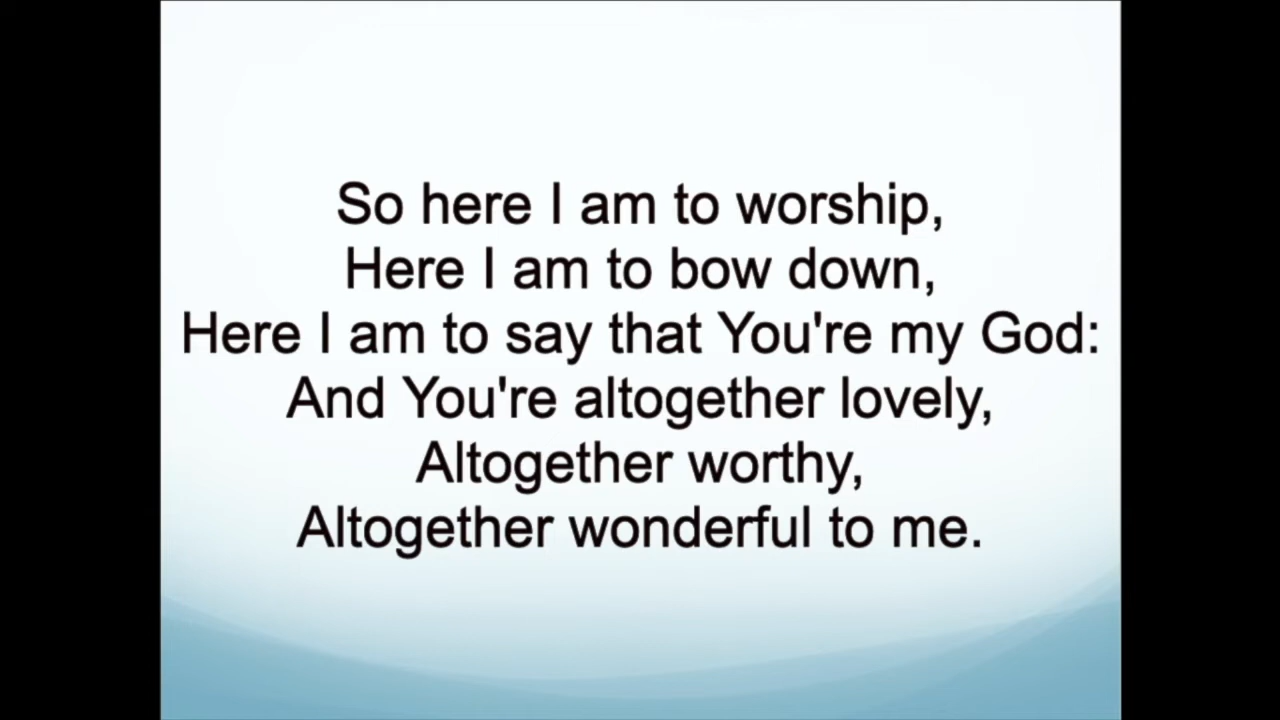 So here I am to worship,
Here I am to bow down,
Here I am to say that You're my God:
And You're altogether lovely,
Altogether worthy,
Altogether wonderful to me.